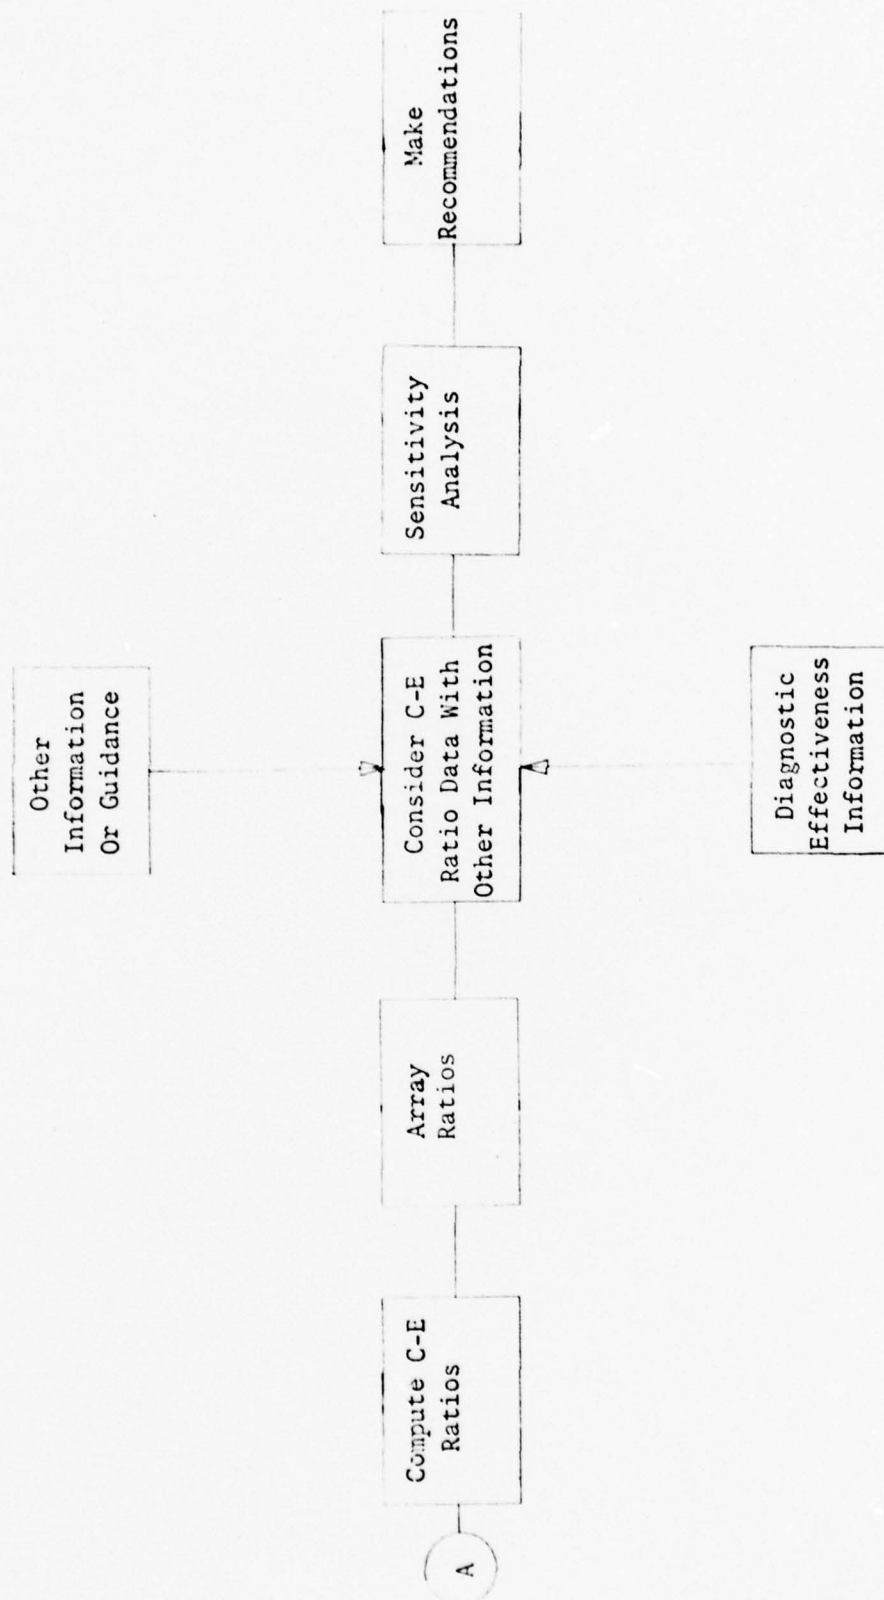 Other
Information
Or Guidance
A
Compute C-E
Ratios
Array
Ratios
Consider C-E
Ratio Data With
Other Information
Sensitivity
Analysis
Make
Recommendations
Diagnostic
Effectiveness
Information